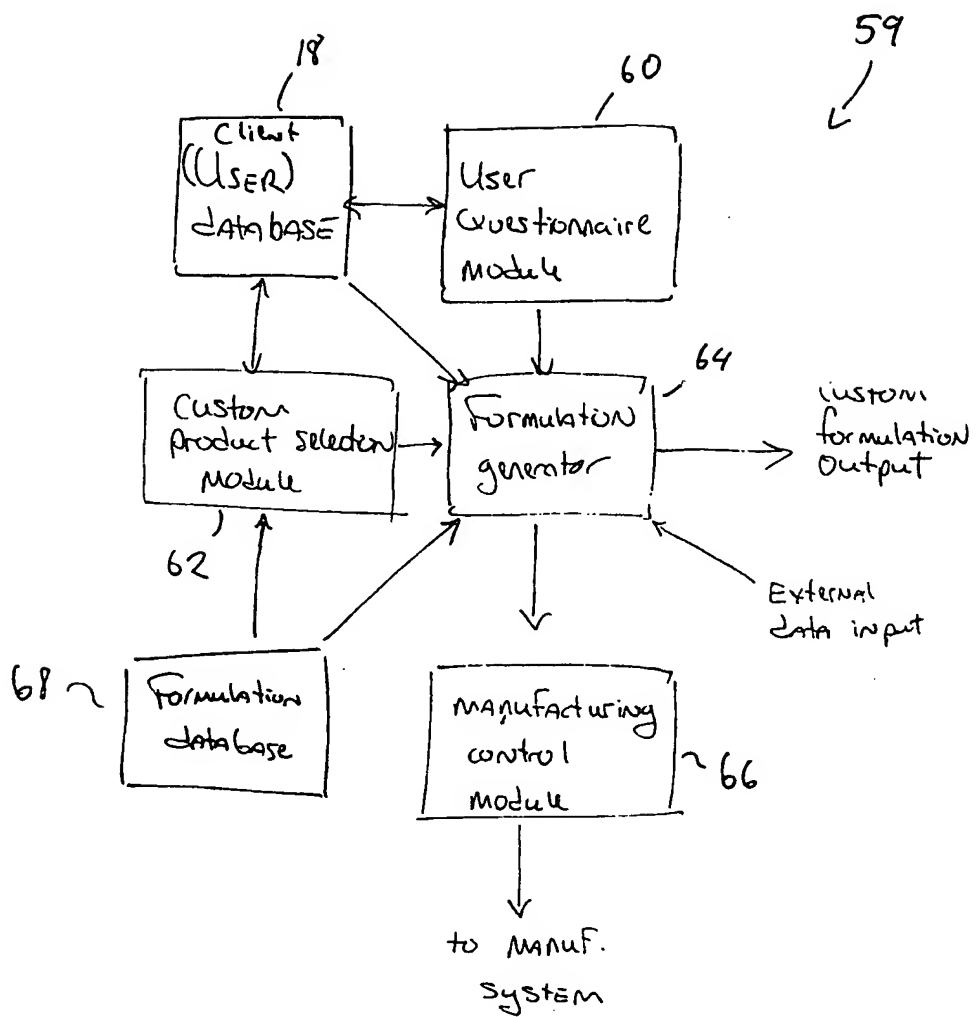 59
18
60
Client
(USER)
dATABASE
User
Questionnaire
Module
64
Custom
product selection
Module
Formulation
generator
custom
formulation
Output
62
External
data input
68
Formulation
database
manufacturing
control
module
66
to MANUF.
SYSTEM